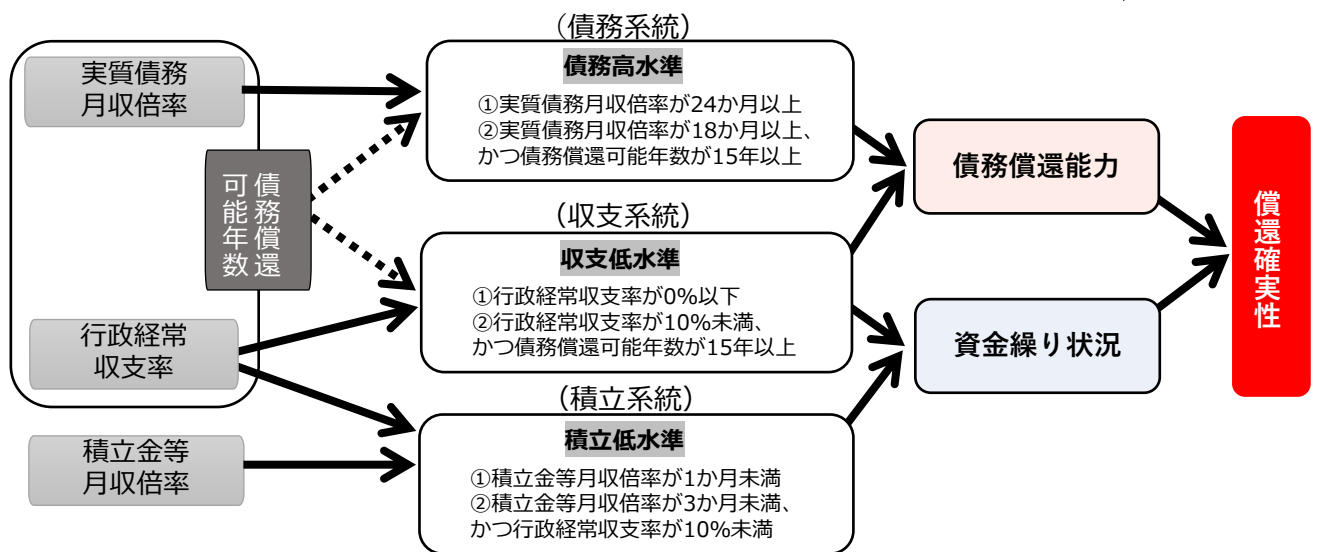 実質債務
月収倍率
債務償還
可能年数
行政経常
収支率
積立金等
月収倍率
（債務系統）
債務高水準
①実質債務月収倍率が24か月以上
②実質債務月収倍率が18か月以上、
かつ債務償還可能年数が15年以上
（収支系統）
収支低水準
①行政経常収支率が0%以下
②行政経常収支率が10%未満、
かつ債務償還可能年数が15年以上
（積立系統）
積立低水準
①積立金等月収倍率が1か月未満
②積立金等月収倍率が3か月未満、
かつ行政経常収支率が10%未満
債務償還能力
資金繰り状況
償還確実性